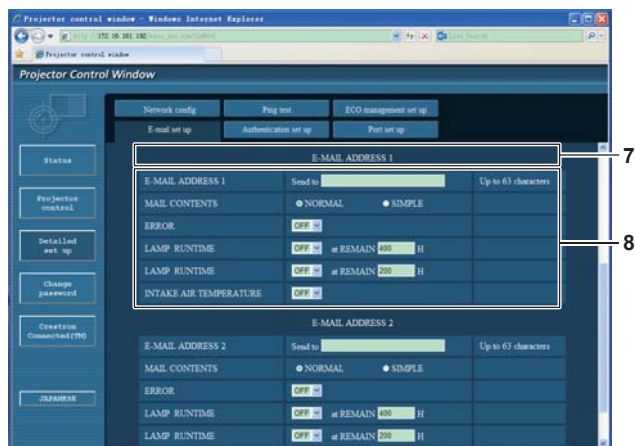 Projector control window - Windows Internet Explorer
Projector control window
Projector Control Window
Network config Ping test ECO management set up
E-mail set up Authentication set up Port set up
Status
Projector control
Detailed set up
Change password
Crestron Connected(TM)
JAPANESE
E-MAIL ADDRESS 1
7
E-MAIL ADDRESS 1 Send to Up to 63 characters
MAIL CONTENTS NORMAL SIMPLE
8
ERROR OFF
LAMP RUNTIME OFF at REMAIN 400 H
LAMP RUNTIME OFF at REMAIN 200 H
INTAKE AIR TEMPERATURE OFF
E-MAIL ADDRESS 2
E-MAIL ADDRESS 2 Send to Up to 63 characters
MAIL CONTENTS NORMAL SIMPLE
ERROR OFF
LAMP RUNTIME OFF at REMAIN 400 H
LAMP RUNTIME OFF at REMAIN 200 H